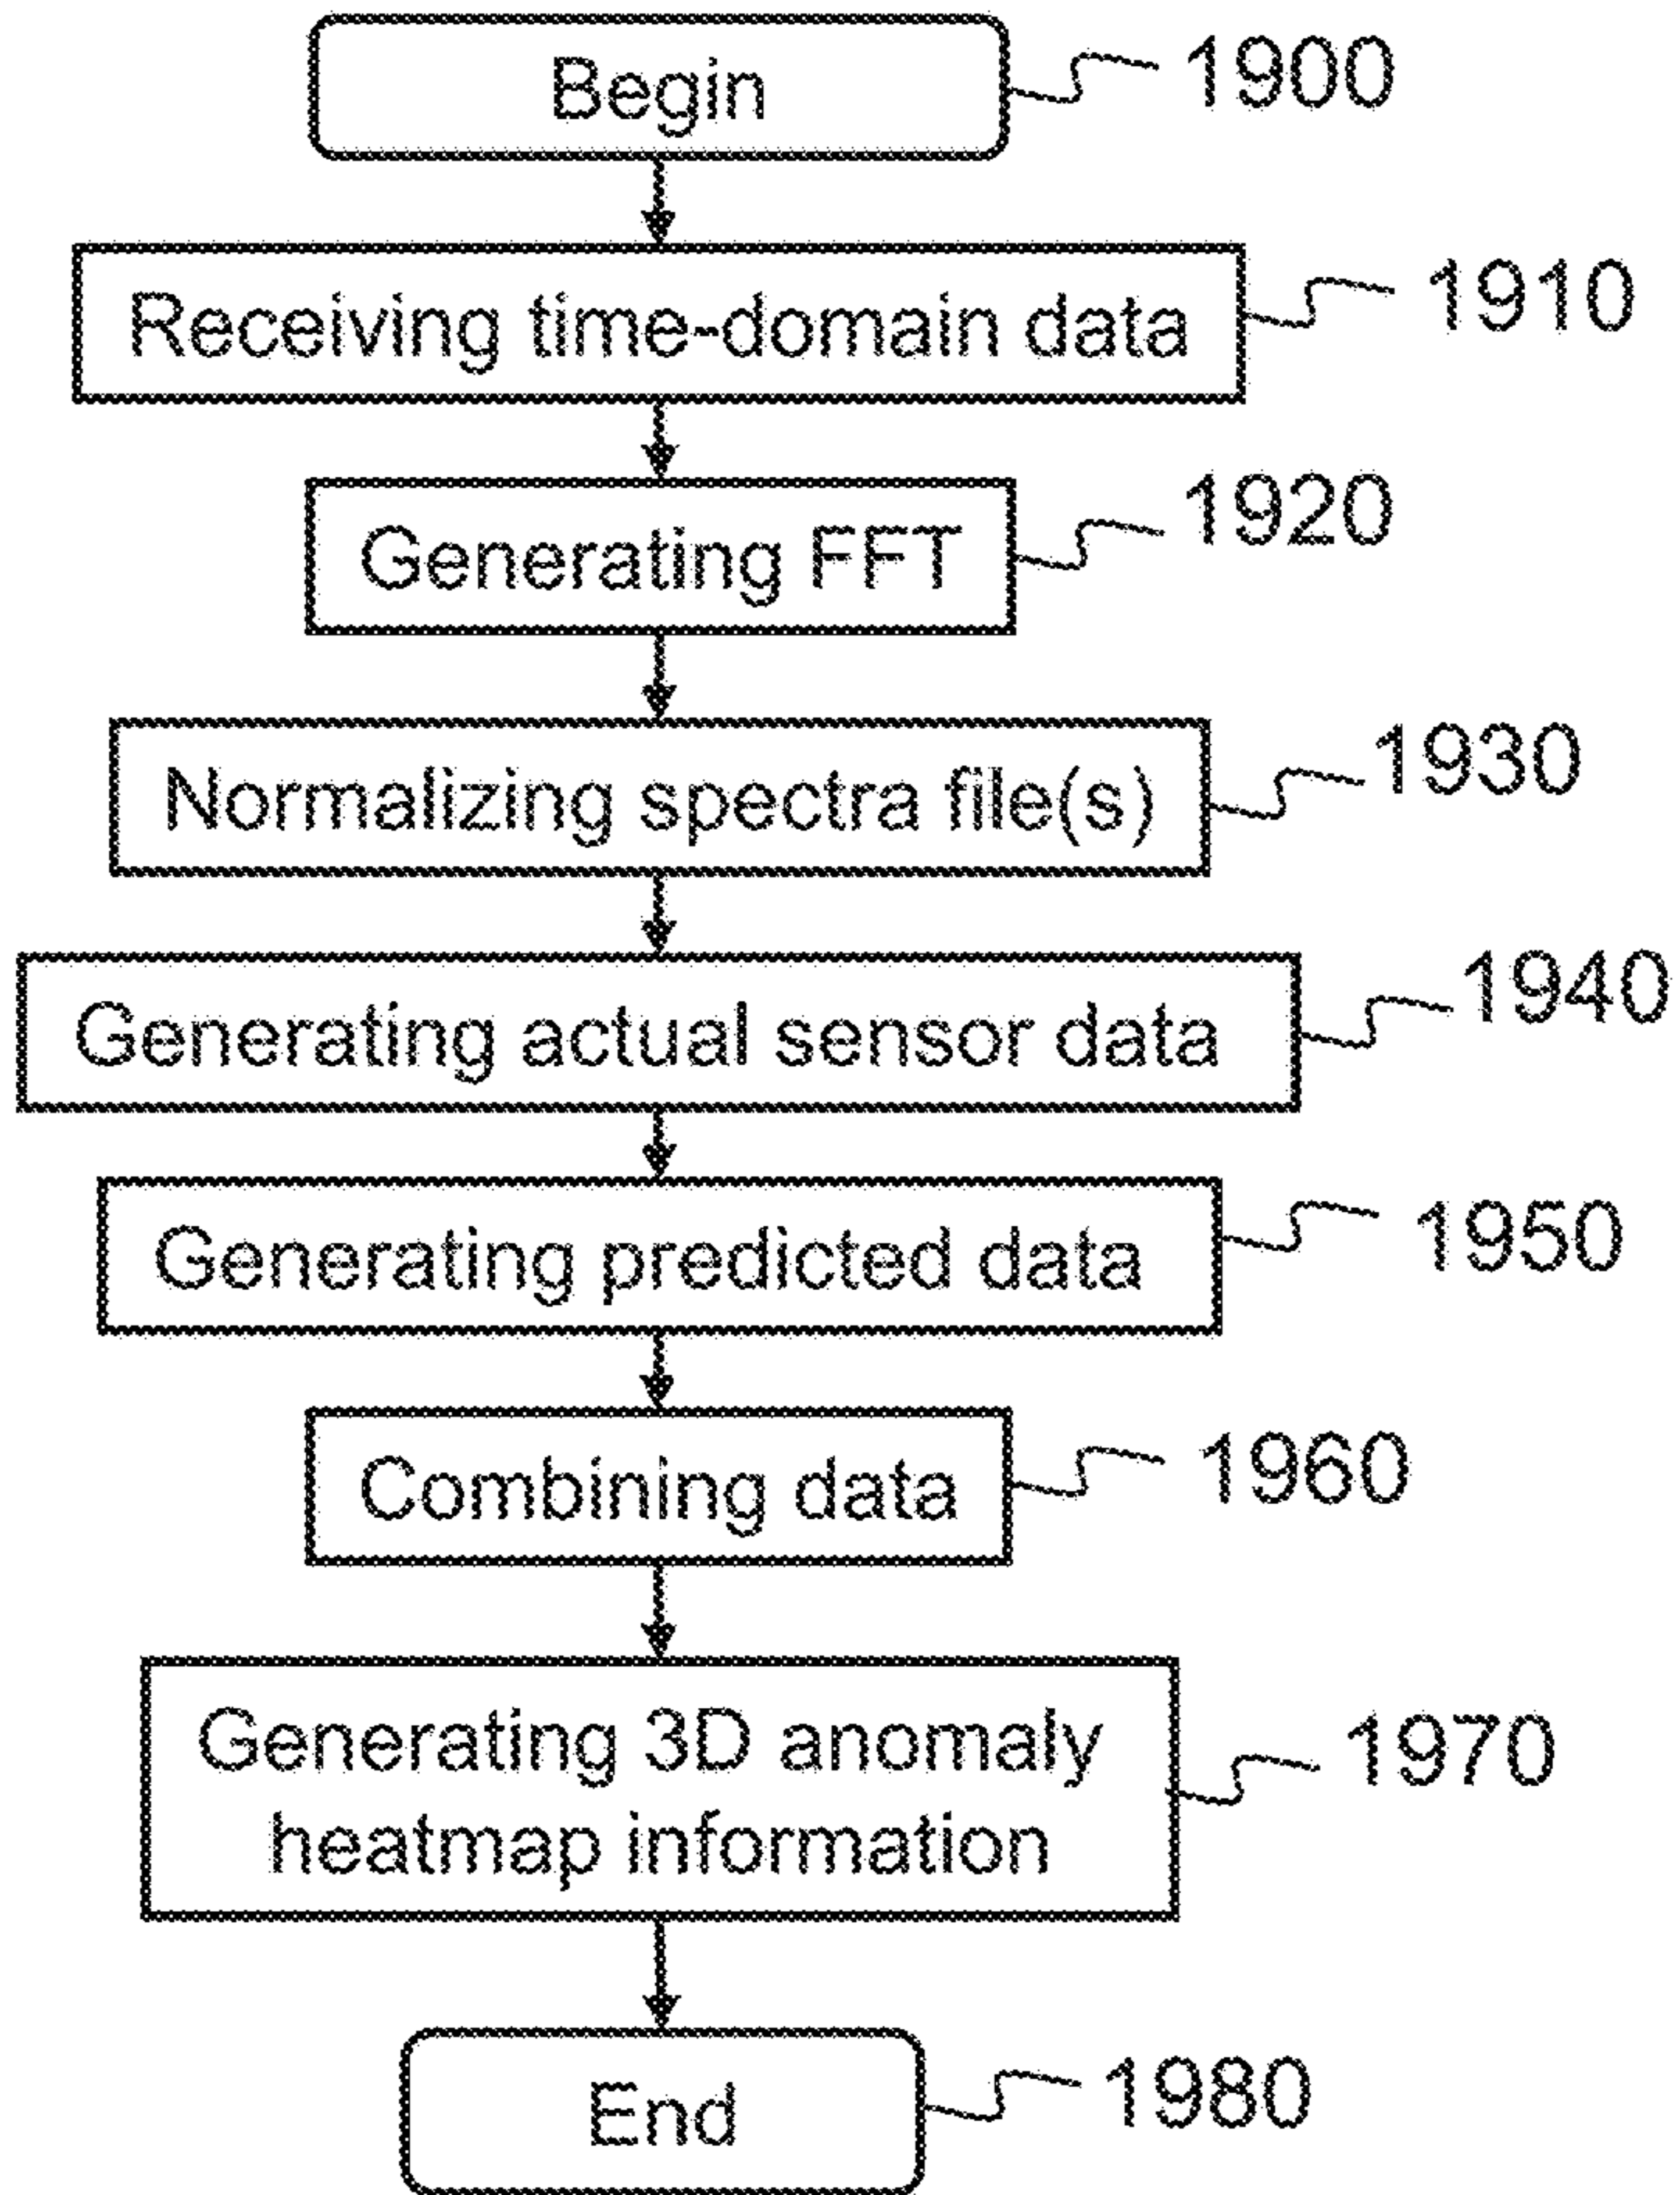 Begin
1900
Receiving time-domain data
1910
Generating FFT
1920
Normalizing spectra file(s)
1930
Generating actual sensor data
1940
Generating predicted data
1950
Combining data
1960
Generating 3D anomaly
heatmap information
1970
End
1980